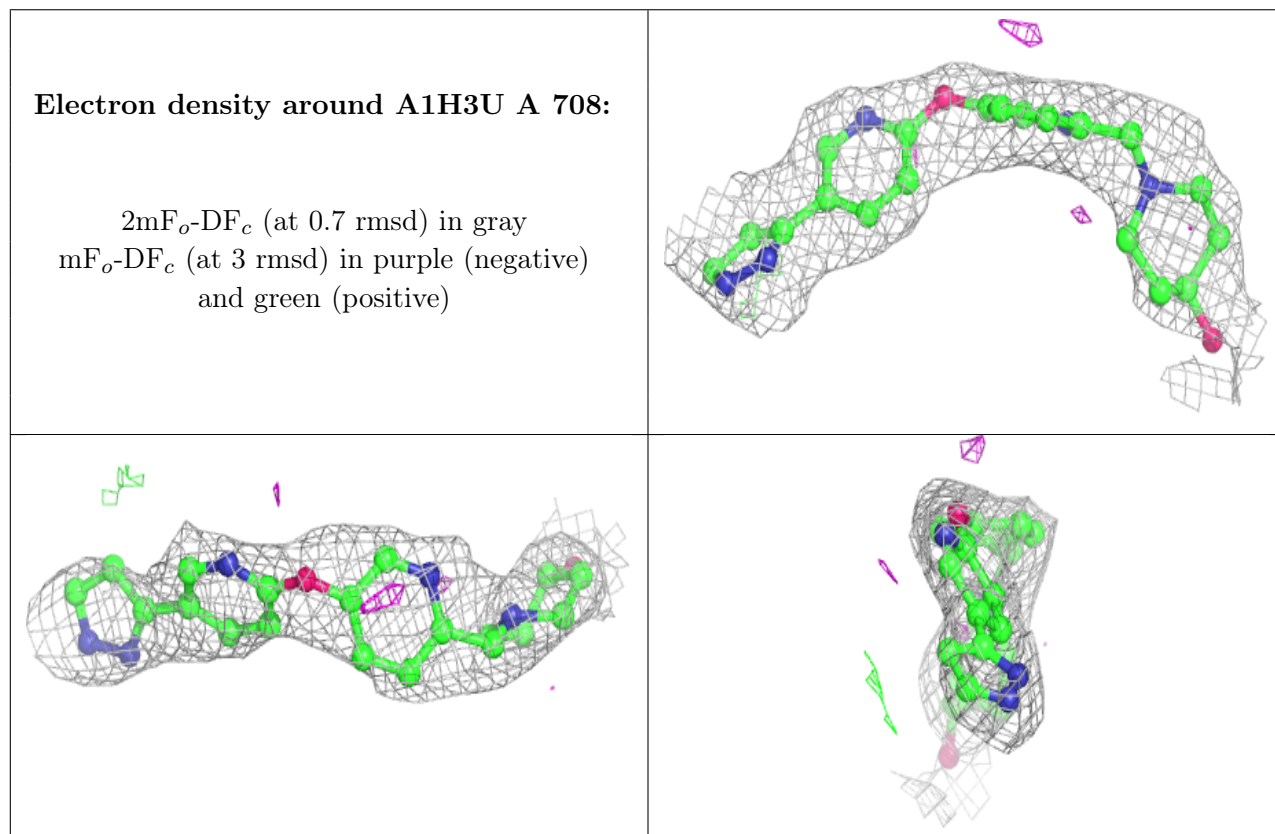 Electron density around A1H3U A 708:
2mFₒ-DF𝒸 (at 0.7 rmsd) in gray
mFₒ-DF𝒸 (at 3 rmsd) in purple (negative)
and green (positive)